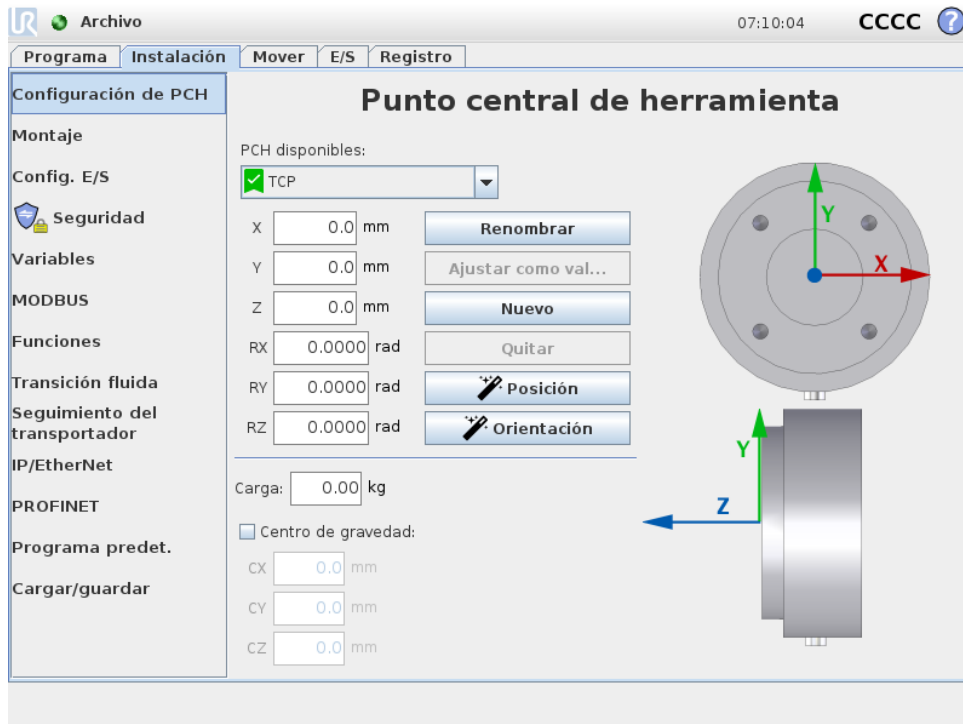 UR Archivo 07:10:04 CCCC ?
Programa Instalación Mover E/S Registro
Configuración de PCH
Montaje
Config. E/S
Seguridad
Variables
MODBUS
Funciones
Transición fluida
Seguimiento del
transportador
IP/EtherNet
PROFINET
Programa predet.
Cargar/guardar
Punto central de herramienta
PCH disponibles:
TCP
X 0.0 mm Renombrar
Y 0.0 mm Ajustar como val...
Z 0.0 mm Nuevo
RX 0.0000 rad Quitar
RY 0.0000 rad Posición
RZ 0.0000 rad Orientación
Carga: 0.00 kg
Centro de gravedad:
CX 0.0 mm
CY 0.0 mm
CZ 0.0 mm
Y
X
Y
Z